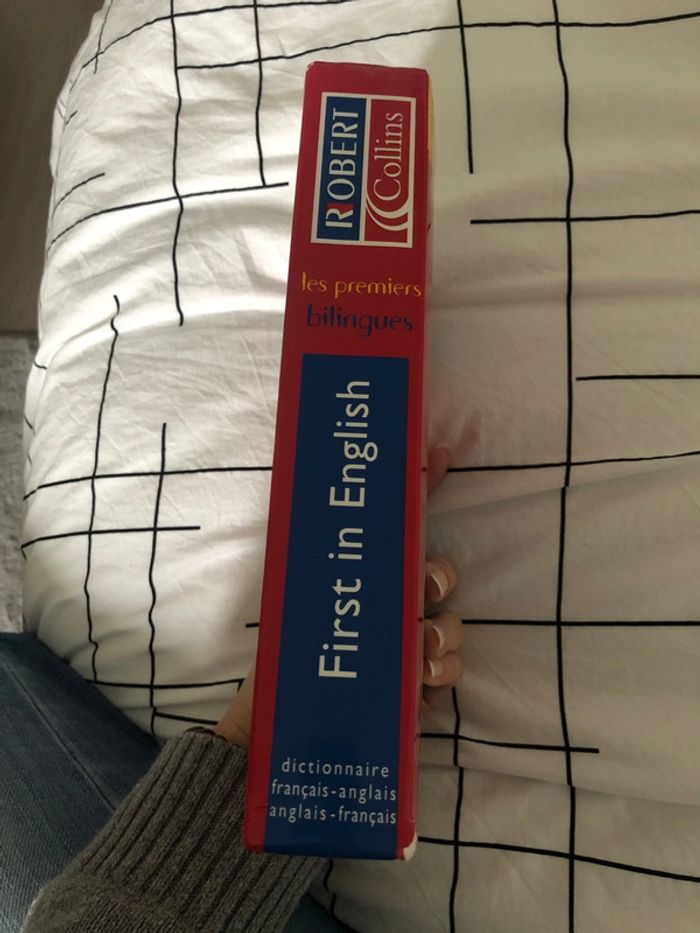 ROBERT
Collins
les premiers
bilingues
First in English
dictionnaire
français-anglais
anglais-français